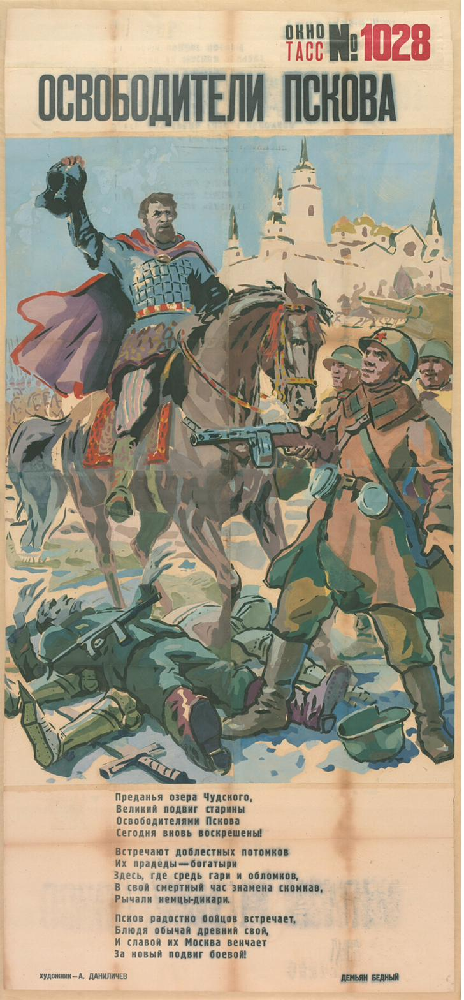 ОКНО
ТАСС № 1028
ОСВОБОДИТЕЛИ ПСКОВА
Преданья озера Чудского,
Великий подвиг старины
Освободителями Пскова
Сегодня вновь воскрешены!
Встречают доблестных потомков
Их прадеды—богатыри
Здесь, где средь гари и обломков,
В свой смертный час знамена скомкав,
Рычали немцы-дикари.
Псков радостно бойцов встречает,
Блюдя обычай древний свой,
И славой их Москва венчает
За новый подвиг боевой!
художник—А. ДАНИЛИЧЕВ
ДЕМЬЯН БЕДНЫЙ